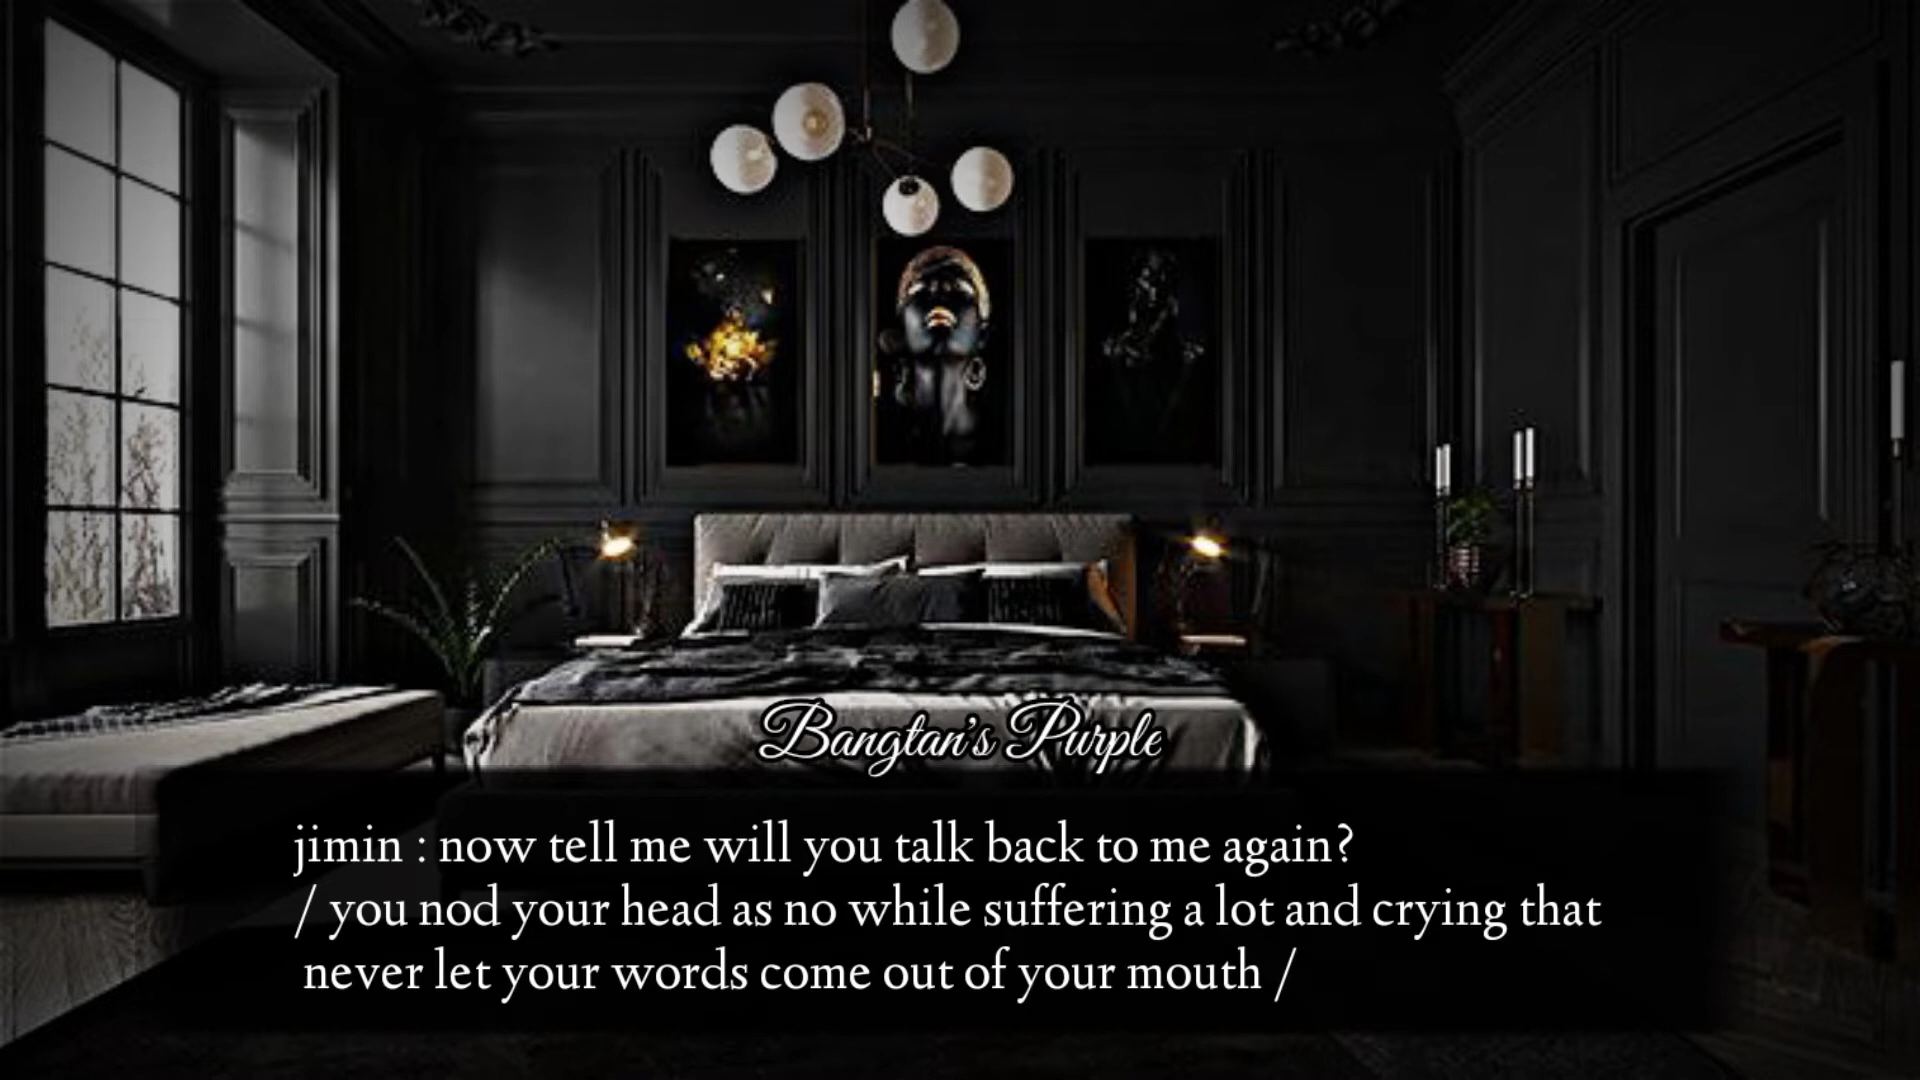 Bangtan's Purple
jimin : now tell me will you talk back to me again?
/ you nod your head as no while suffering a lot and crying that
never let your words come out of your mouth /